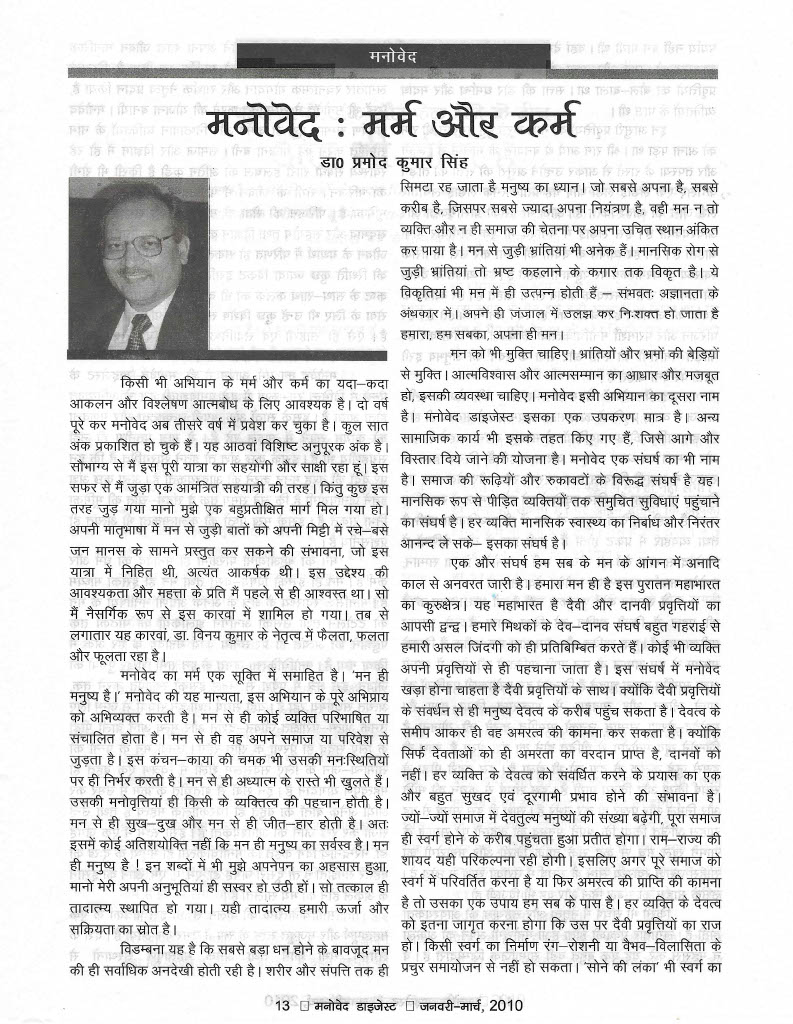 मनोवेद
मनोवेद : मर्म और कर्म
डा0 प्रमोद कुमार सिंह
किसी भी अभियान के मर्म और कर्म का यदा–कदा
आकलन और विश्लेषण आत्मबोध के लिए आवश्यक है। दो वर्ष
पूरे कर मनोवेद अब तीसरे वर्ष में प्रवेश कर चुका है। कुल सात
अंक प्रकाशित हो चुके हैं। यह आठवां विशिष्ट अनुपूरक अंक है।
सौभाग्य से मैं इस पूरी यात्रा का सहयोगी और साक्षी रहा हूं। इस
सफर से मैं जुड़ा एक आमंत्रित सहयात्री की तरह। किंतु कुछ इस
तरह जुड़ गया मानो मुझे एक बहुप्रतीक्षित मार्ग मिल गया हो।
अपनी मातृभाषा में मन से जुड़ी बातों को अपनी मिट्टी में रचे–बसे
जन मानस के सामने प्रस्तुत कर सकने की संभावना, जो इस
यात्रा में निहित थी, अत्यंत आकर्षक थी। इस उद्देश्य की
आवश्यकता और महत्ता के प्रति मैं पहले से ही आश्वस्त था। सो
मैं नैसर्गिक रूप से इस कारवां में शामिल हो गया। तब से
लगातार यह कारवां, डा. विनय कुमार के नेतृत्व में फैलता, फलता
और फूलता रहा है।
मनोवेद का मर्म एक सूक्ति में समाहित है। 'मन ही
मनुष्य है।' मनोवेद की यह मान्यता, इस अभियान के पूरे अभिप्राय
को अभिव्यक्त करती है। मन से ही कोई व्यक्ति परिभाषित या
संचालित होता है। मन से ही वह अपने समाज या परिवेश से
जुड़ता है। इस कंचन–काया की चमक भी उसकी मनःस्थितियों
पर ही निर्भर करती है। मन से ही अध्यात्म के रास्ते भी खुलते हैं।
उसकी मनोवृत्तियां ही किसी के व्यक्तित्व की पहचान होती है।
मन से ही सुख–दुख और मन से ही जीत–हार होती है। अतः
इसमें कोई अतिशयोक्ति नहीं कि मन ही मनुष्य का सर्वस्व है। मन
ही मनुष्य है ! इन शब्दों में भी मुझे अपनेपन का अहसास हुआ,
मानो मेरी अपनी अनुभूतियां ही सस्वर हो उठी हों। सो तत्काल ही
तादात्म्य स्थापित हो गया। यही तादात्म्य हमारी ऊर्जा और
सक्रियता का स्रोत है।
विडम्बना यह है कि सबसे बड़ा धन होने के बावजूद मन
की ही सर्वाधिक अनदेखी होती रही है। शरीर और संपत्ति तक ही
सिमटा रह जाता है मनुष्य का ध्यान। जो सबसे अपना है, सबसे
करीब है, जिसपर सबसे ज्यादा अपना नियंत्रण है, वही मन न तो
व्यक्ति और न ही समाज की चेतना पर अपना उचित स्थान अंकित
कर पाया है। मन से जुड़ी भ्रांतियां भी अनेक हैं। मानसिक रोग से
जुड़ी भ्रांतियां तो भ्रष्ट कहलाने के कगार तक विकृत है। ये
विकृतियां भी मन में ही उत्पन्न होती हैं – संभवतः अज्ञानता के
अंधकार में। अपने ही जंजाल में उलझ कर निःशक्त हो जाता है
हमारा, हम सबका, अपना ही मन।
मन को भी मुक्ति चाहिए। भ्रांतियों और भ्रमों की बेड़ियों
से मुक्ति। आत्मविश्वास और आत्मसम्मान का आधार और मजबूत
हो, इसकी व्यवस्था चाहिए। मनोवेद इसी अभियान का दूसरा नाम
है। मनोवेद डाइजेस्ट इसका एक उपकरण मात्र है। अन्य
सामाजिक कार्य भी इसके तहत किए गए हैं, जिसे आगे और
विस्तार दिये जाने की योजना है। मनोवेद एक संघर्ष का भी नाम
है। समाज की रूढ़ियों और रुकावटों के विरूद्ध संघर्ष है यह।
मानसिक रूप से पीड़ित व्यक्तियों तक समुचित सुविधाएं पहुंचाने
का संघर्ष है। हर व्यक्ति मानसिक स्वास्थ्य का निर्बाध और निरंतर
आनन्द ले सके– इसका संघर्ष है।
एक और संघर्ष हम सब के मन के आंगन में अनादि
काल से अनवरत जारी है। हमारा मन ही है इस पुरातन महाभारत
का कुरुक्षेत्र। यह महाभारत है दैवी और दानवी प्रवृत्तियों का
आपसी द्वन्द्व। हमारे मिथकों के देव–दानव संघर्ष बहुत गहराई से
हमारी असल जिंदगी को ही प्रतिबिम्बित करते हैं। कोई भी व्यक्ति
अपनी प्रवृत्तियों से ही पहचाना जाता है। इस संघर्ष में मनोवेद
खड़ा होना चाहता है दैवी प्रवृत्तियों के साथ। क्योंकि दैवी प्रवृत्तियों
के संवर्धन से ही मनुष्य देवत्व के करीब पहुंच सकता है। देवत्व के
समीप आकर ही वह अमरत्व की कामना कर सकता है। क्योंकि
सिर्फ देवताओं को ही अमरता का वरदान प्राप्त है, दानवों को
नहीं। हर व्यक्ति के देवत्व को संवर्धित करने के प्रयास का एक
और बहुत सुखद एवं दूरगामी प्रभाव होने की संभावना है।
ज्यों–ज्यों समाज में देवतुल्य मनुष्यों की संख्या बढ़ेगी, पूरा समाज
ही स्वर्ग होने के करीब पहुंचता हुआ प्रतीत होगा। राम–राज्य की
शायद यही परिकल्पना रही होगी। इसलिए अगर पूरे समाज को
स्वर्ग में परिवर्तित करना है या फिर अमरत्व की प्राप्ति की कामना
है तो उसका एक उपाय हम सब के पास है। हर व्यक्ति के देवत्व
को इतना जागृत करना होगा कि उस पर दैवी प्रवृत्तियों का राज
हो। किसी स्वर्ग का निर्माण रंग–रोशनी या वैभव–विलासिता के
प्रचुर समायोजन से नहीं हो सकता। 'सोने की लंका' भी स्वर्ग का
13 □ मनोवेद डाइजेस्ट □ जनवरी–मार्च, 2010